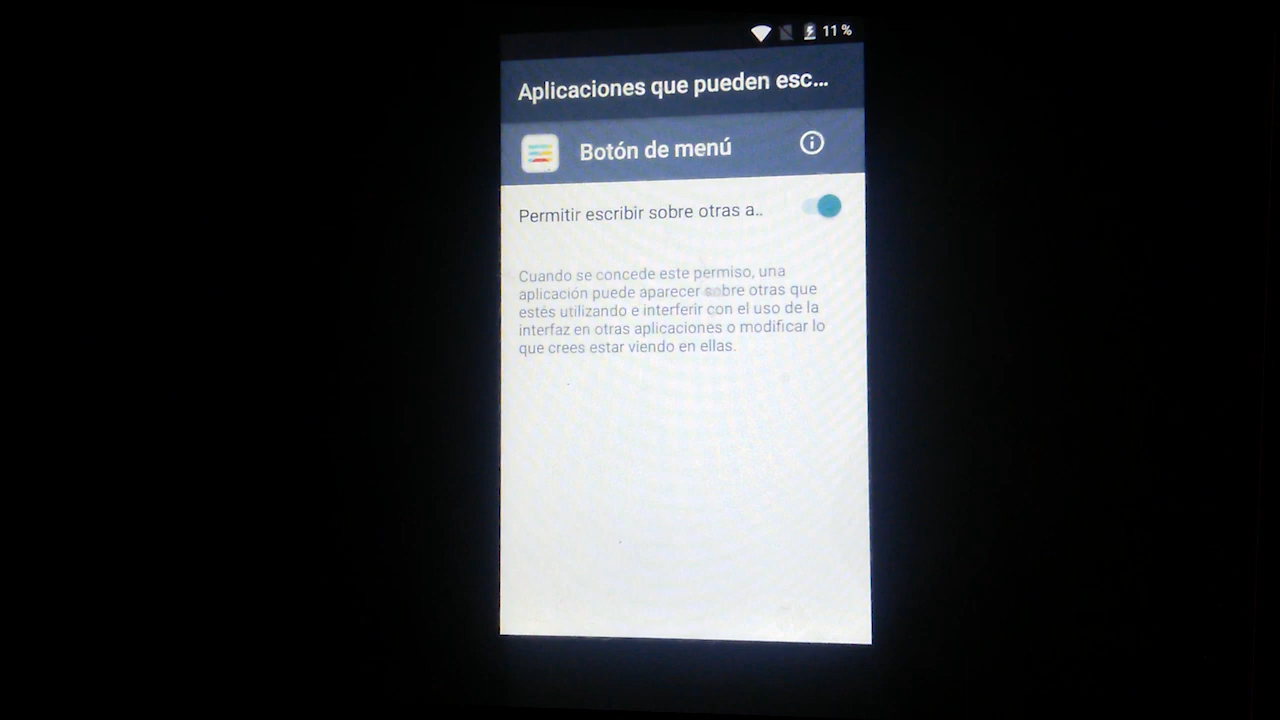 11 %
Aplicaciones que pueden esc...
Botón de menú
Permitir escribir sobre otras a..
Cuando se concede este permiso, una
aplicación puede aparecer sobre otras que
estés utilizando e interferir con el uso de la
interfaz en otras aplicaciones o modificar lo
que crees estar viendo en ellas.